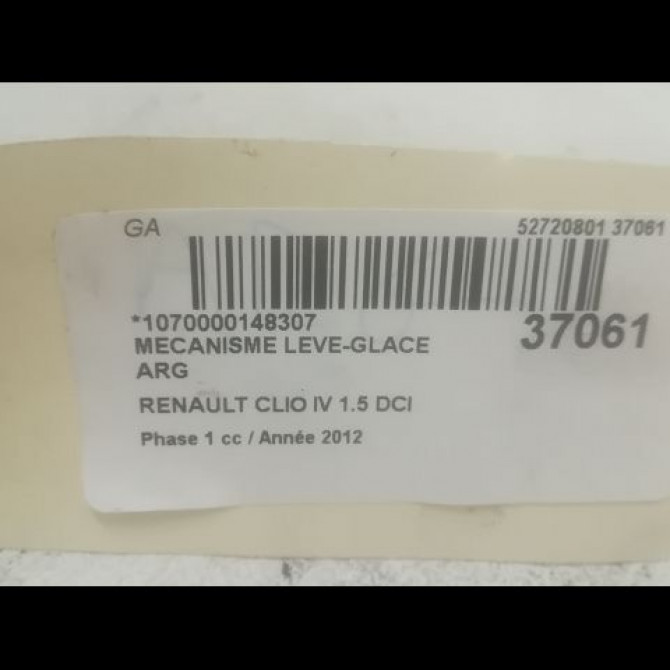 GA 52720801 37061
*1070000148307 37061
MECANISME LEVE-GLACE
ARG
RENAULT CLIO IV 1.5 DCI
Phase 1 cc / Année 2012